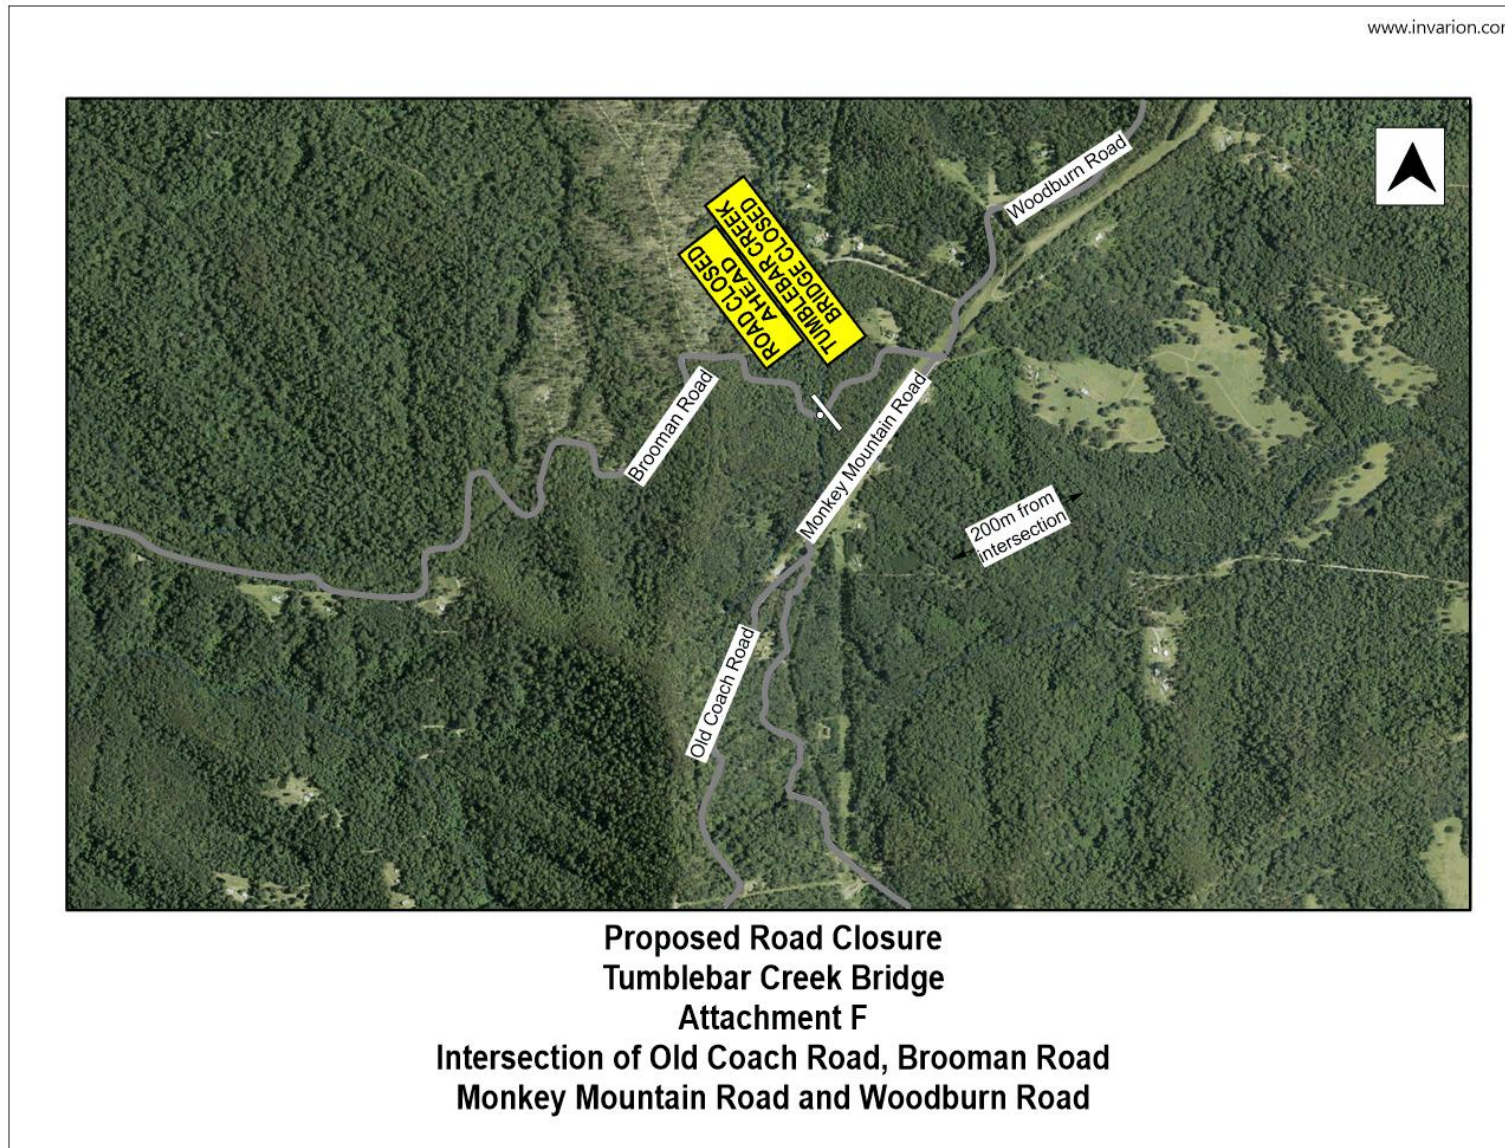 www.invarion.com
Woodburn Road
TUMBLEBAR CREEK
BRIDGE CLOSED
ROAD CLOSED
AHEAD
Brooman Road
Monkey Mountain Road
200m from
intersection
Old Coach Road
Proposed Road Closure
Tumblebar Creek Bridge
Attachment F
Intersection of Old Coach Road, Brooman Road
Monkey Mountain Road and Woodburn Road